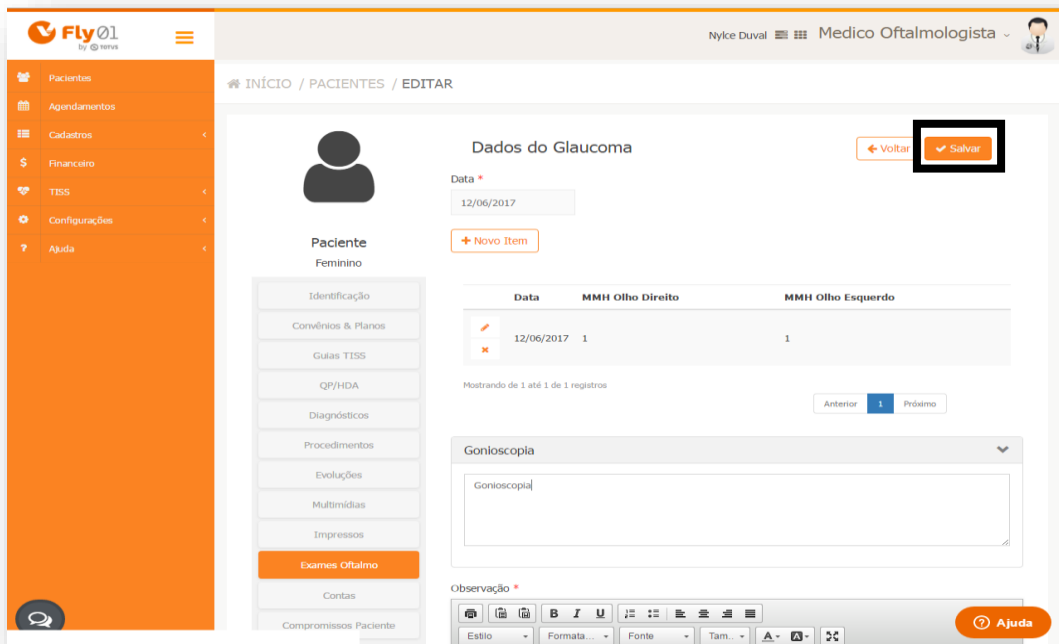 Fly01
by serva
Nylce Duval Medico Oftalmologista
Pacientes
Agendamentos
Cadastros
$ Financeiro
TISS
Configurações
? Ajuda
INÍCIO / PACIENTES / EDITAR
Paciente
Feminino
Identificação
Convênios & Planos
Guias TISS
QP/HDA
Diagnósticos
Procedimentos
Evoluções
Multimídias
Impressos
Exames Oftalmo
Contas
Compromissos Paciente
Dados do Glaucoma
Voltar
Salvar
Data *
12/06/2017
+ Novo Item
Data MMH Olho Direito MMH Olho Esquerdo
12/06/2017 1 1
Mostrando de 1 até 1 de 1 registros
Anterior 1 Próximo
Gonioscopia
Gonioscopia
Observação *
B I U
Estilo Formata... Fonte Tam... A A
Ajuda